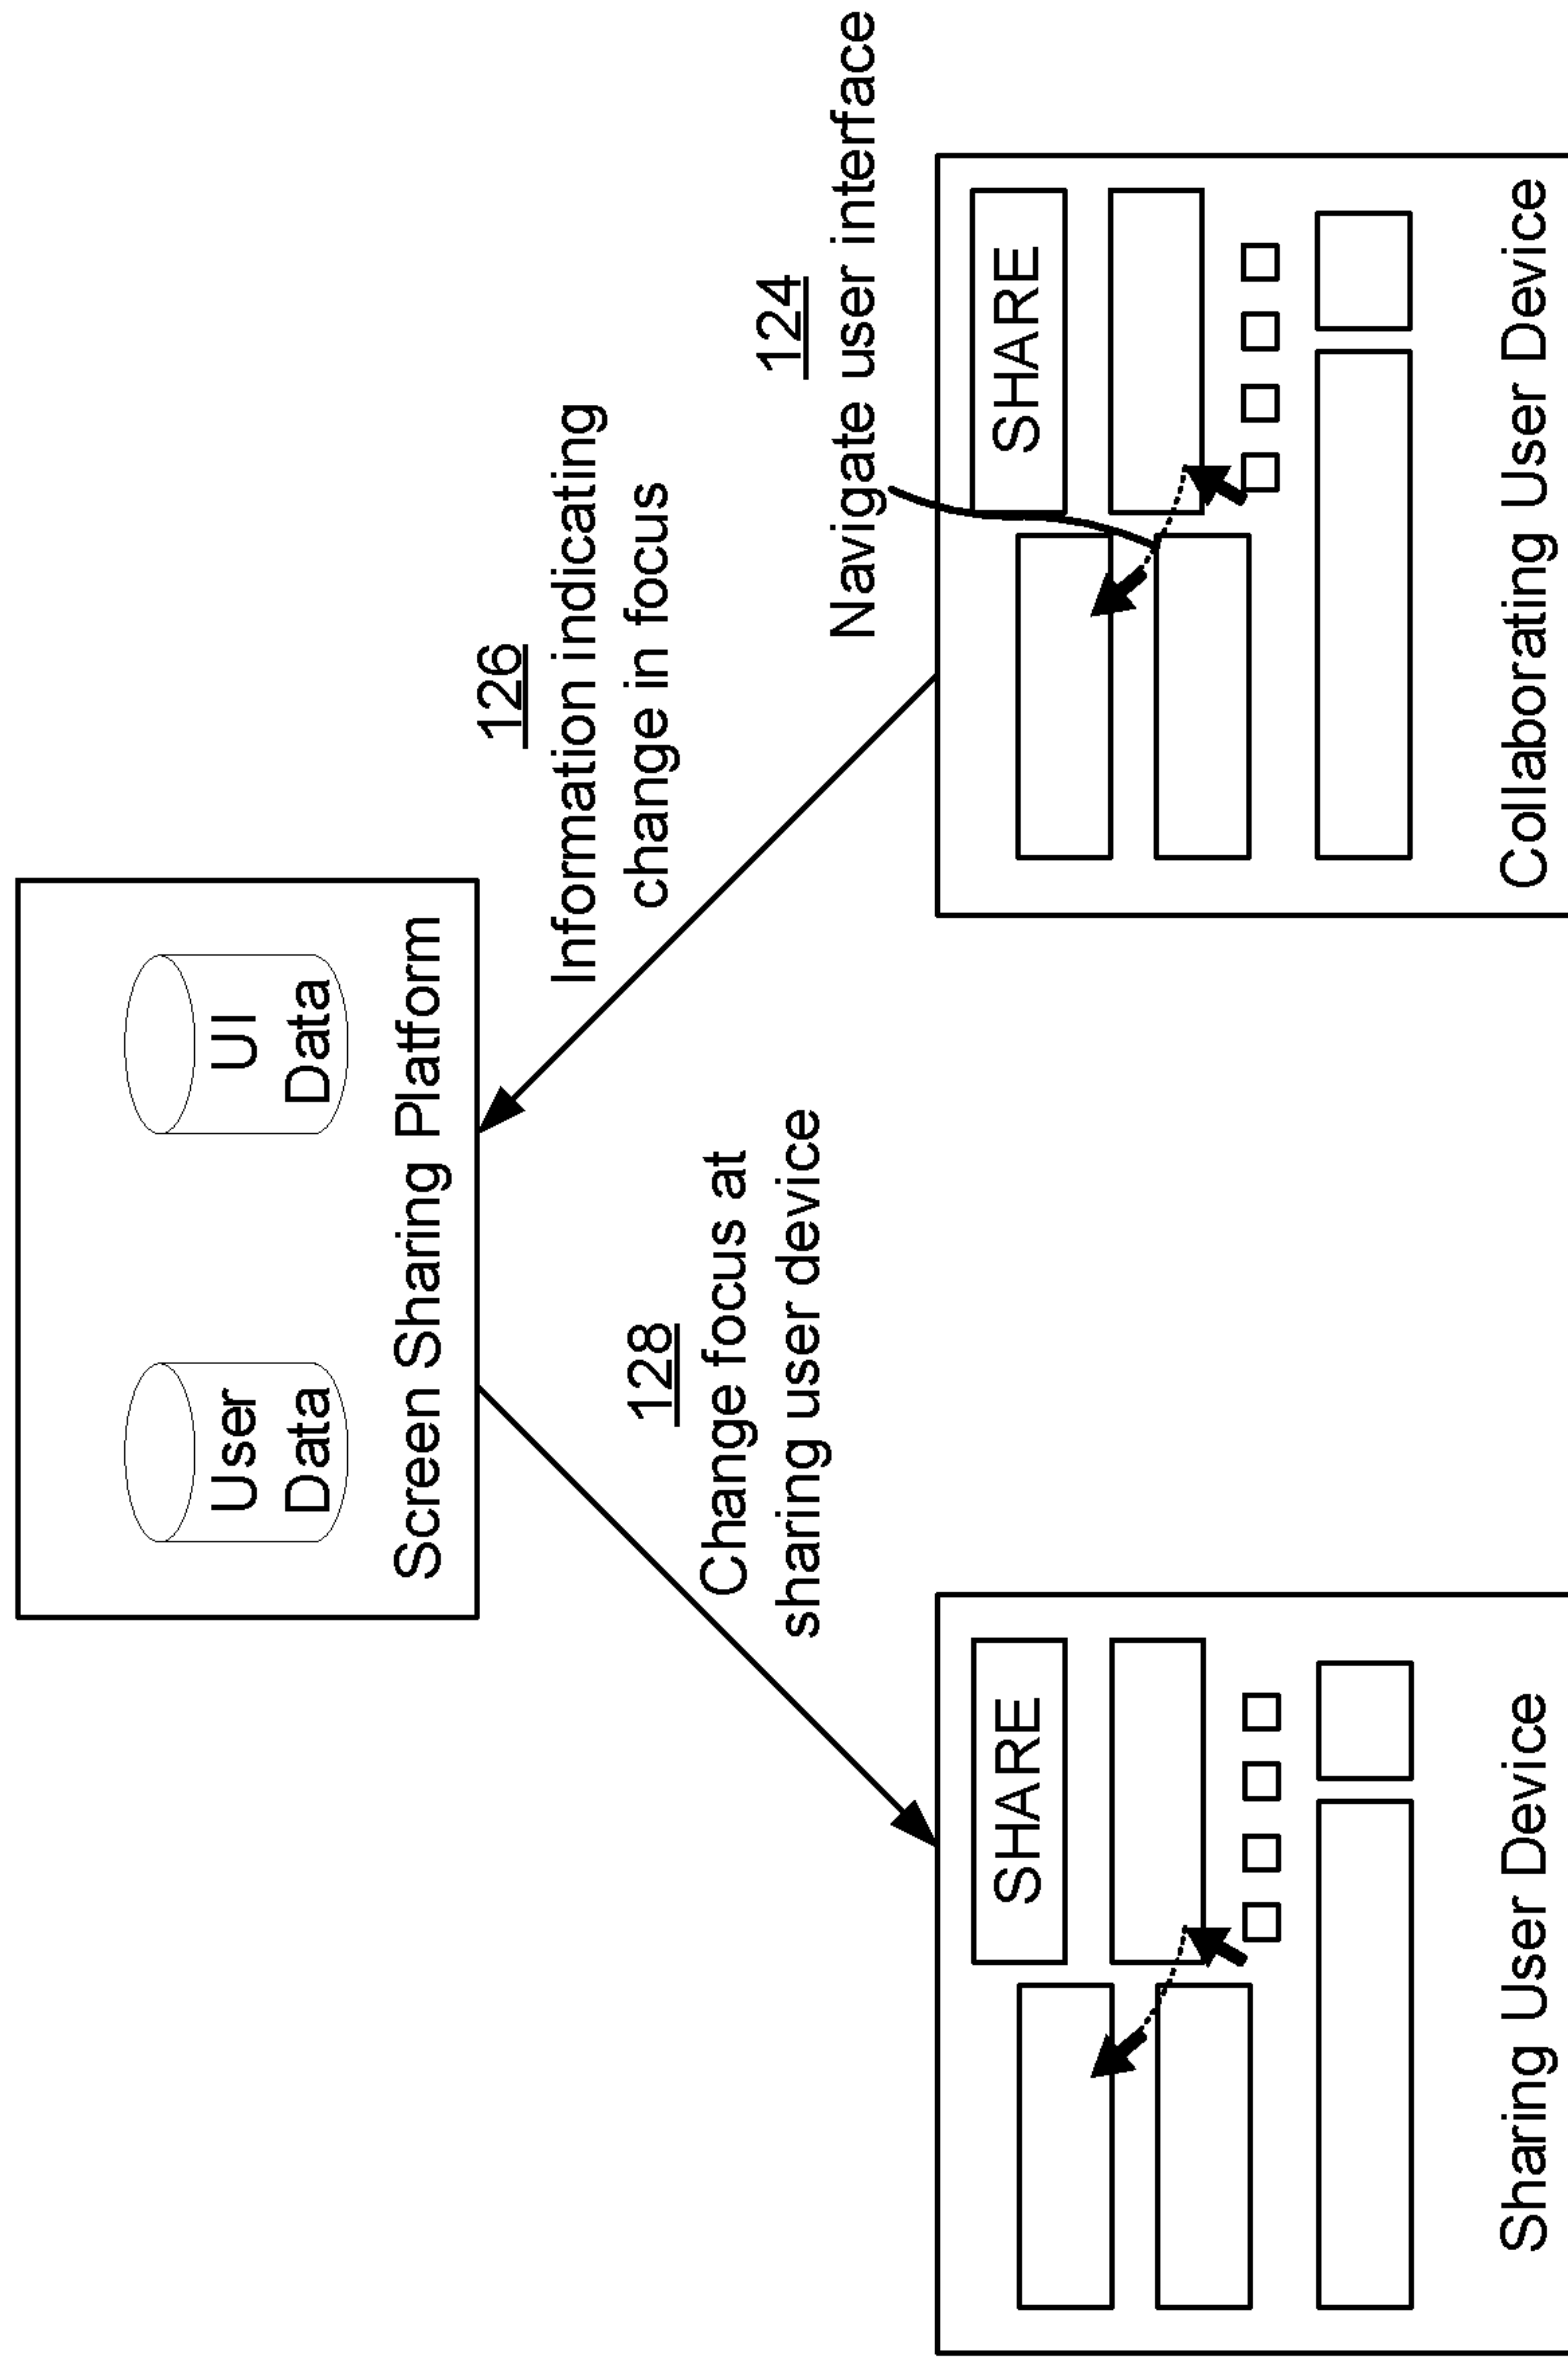 User
Data
UI
Data
Screen Sharing Platform
126
Information indicating
change in focus
128
Change focus at
sharing user device
124
Navigate user interface
SHARE
Sharing User Device
SHARE
Collaborating User Device